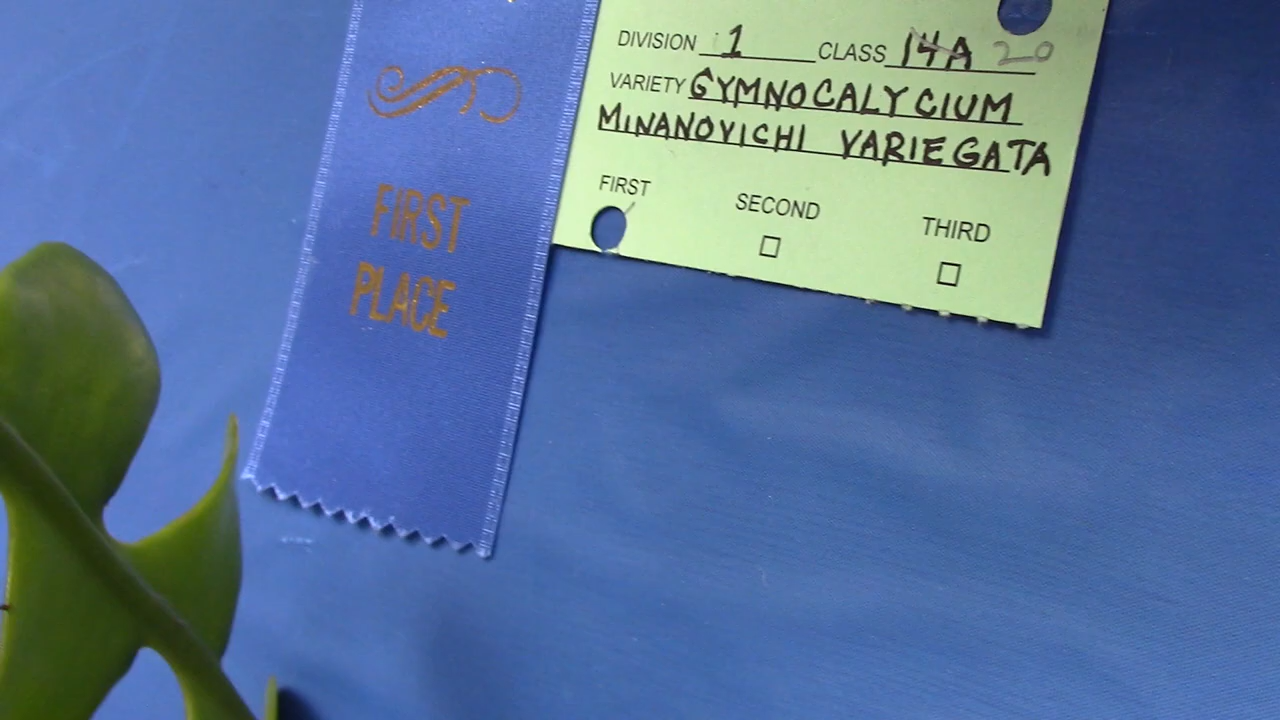 FIRST
PLACE
DIVISION 1 CLASS 14A 20
VARIETY GYMNOCALYCIUM
MINANOVICHI VARIEGATA
FIRST SECOND THIRD